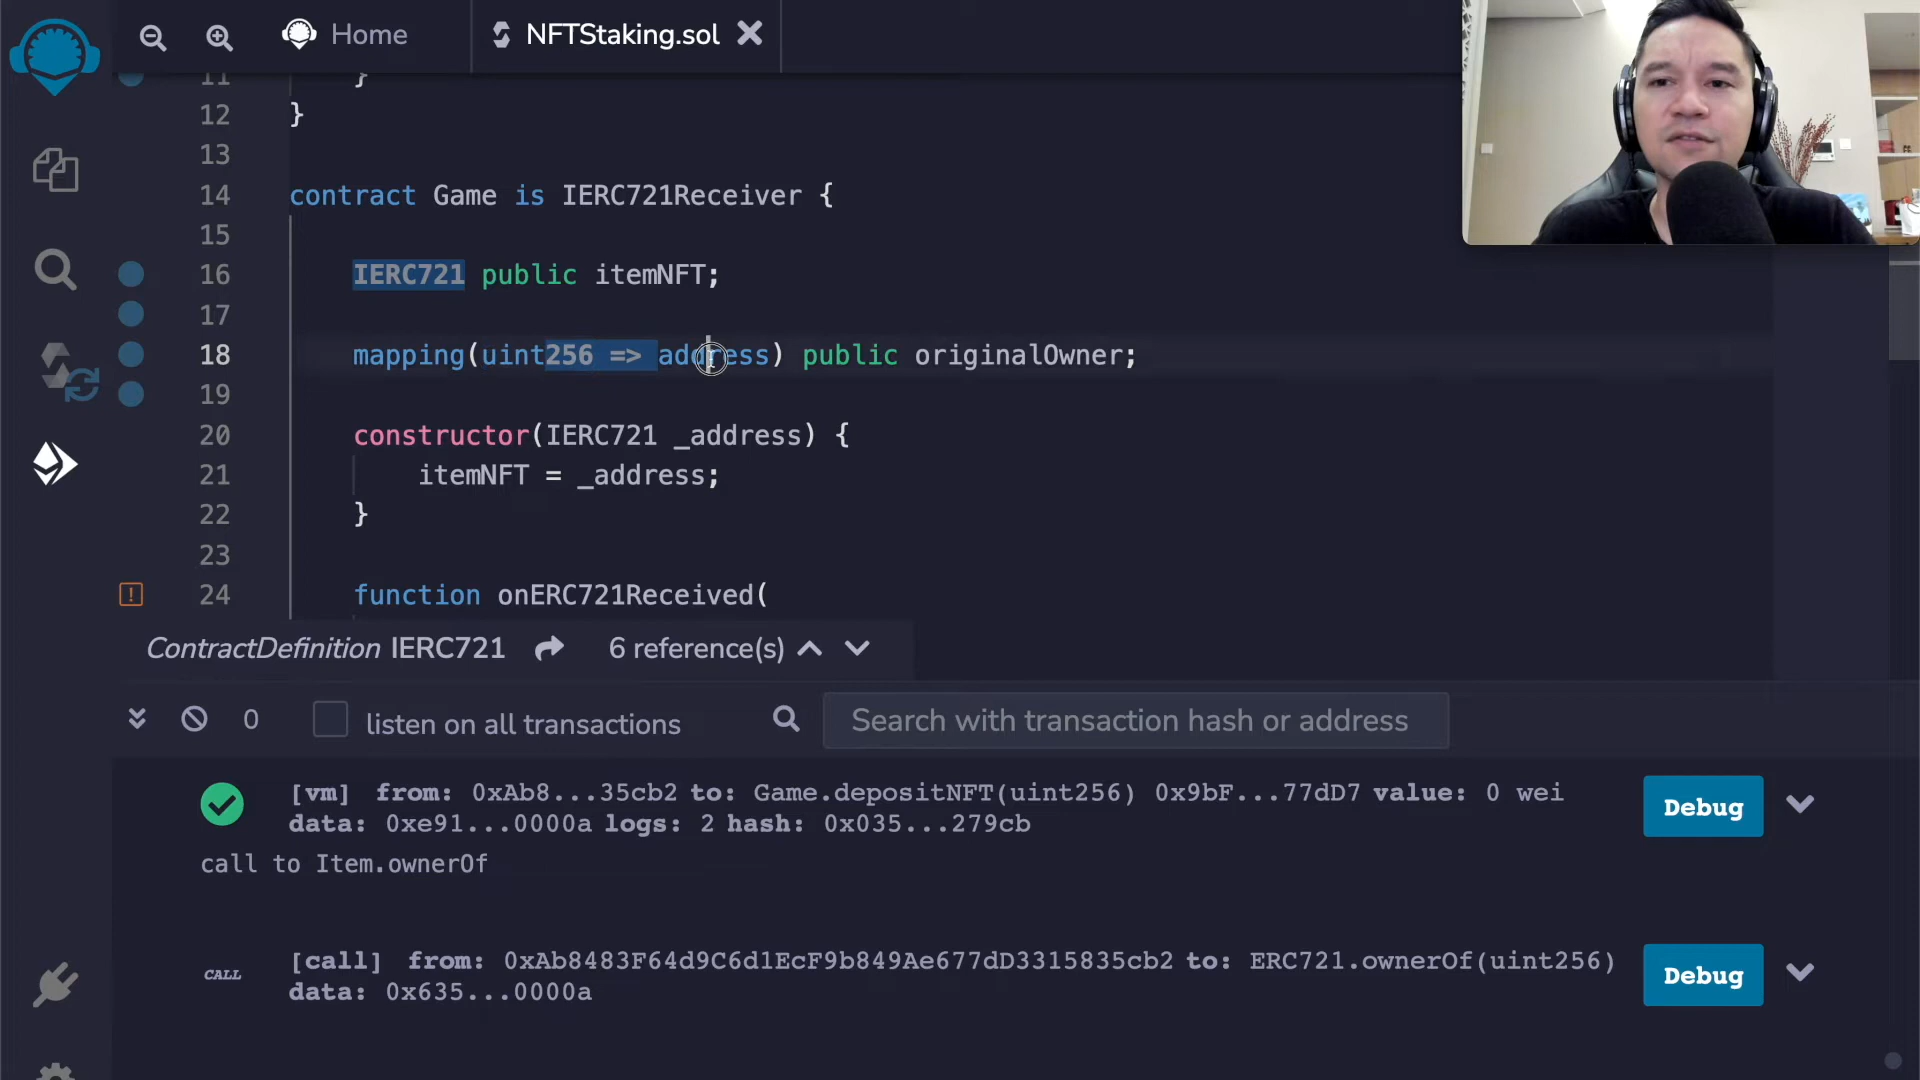 Home
NFTStaking.sol
11 }
12 }
13
14 contract Game is IERC721Receiver {
15
16 IERC721 public itemNFT;
17
18 mapping(uint256 => address) public originalOwner;
19
20 constructor(IERC721 _address) {
21 itemNFT = _address;
22 }
23
24 function onERC721Received(
ContractDefinition IERC721 6 reference(s)
0 listen on all transactions Search with transaction hash or address
[vm] from: 0xAb8...35cb2 to: Game.depositNFT(uint256) 0x9bF...77dD7 value: 0 wei
data: 0xe91...0000a logs: 2 hash: 0x035...279cb
Debug
call to Item.ownerOf
CALL
[call] from: 0xAb8483F64d9C6d1EcF9b849Ae677dD3315835cb2 to: ERC721.ownerOf(uint256)
data: 0x635...0000a
Debug